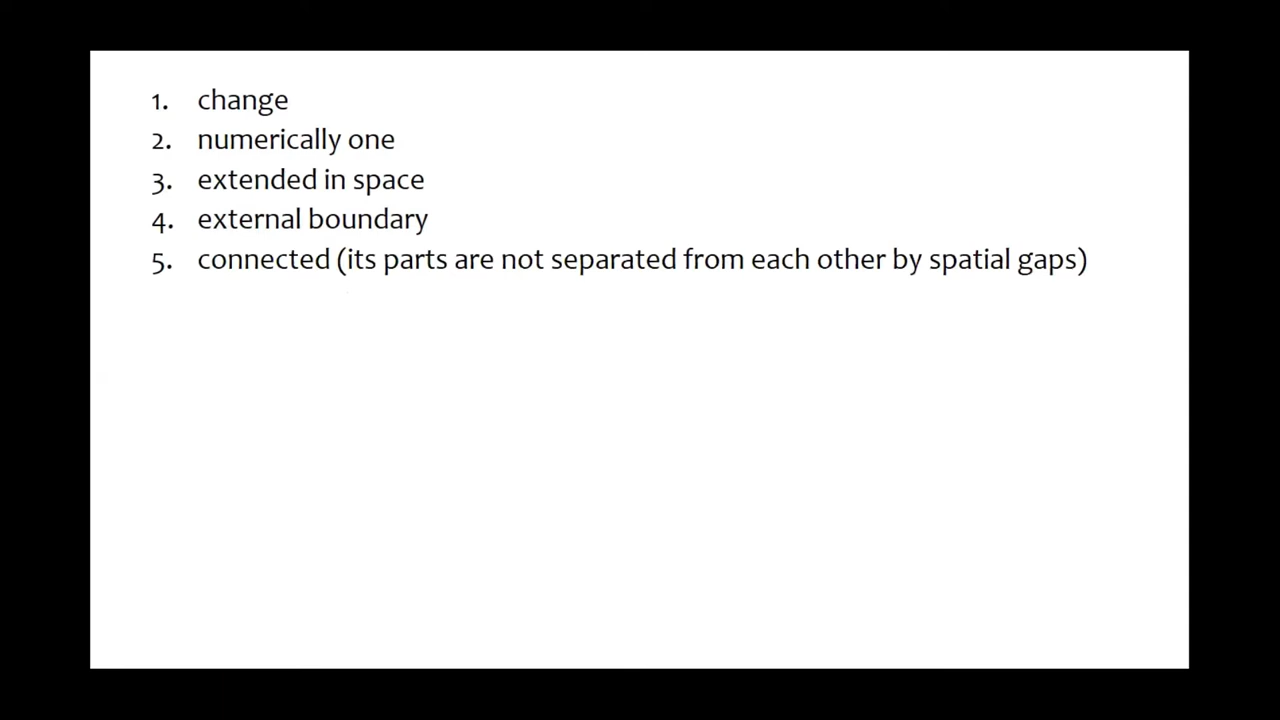 1. change
2. numerically one
3. extended in space
4. external boundary
5. connected (its parts are not separated from each other by spatial gaps)